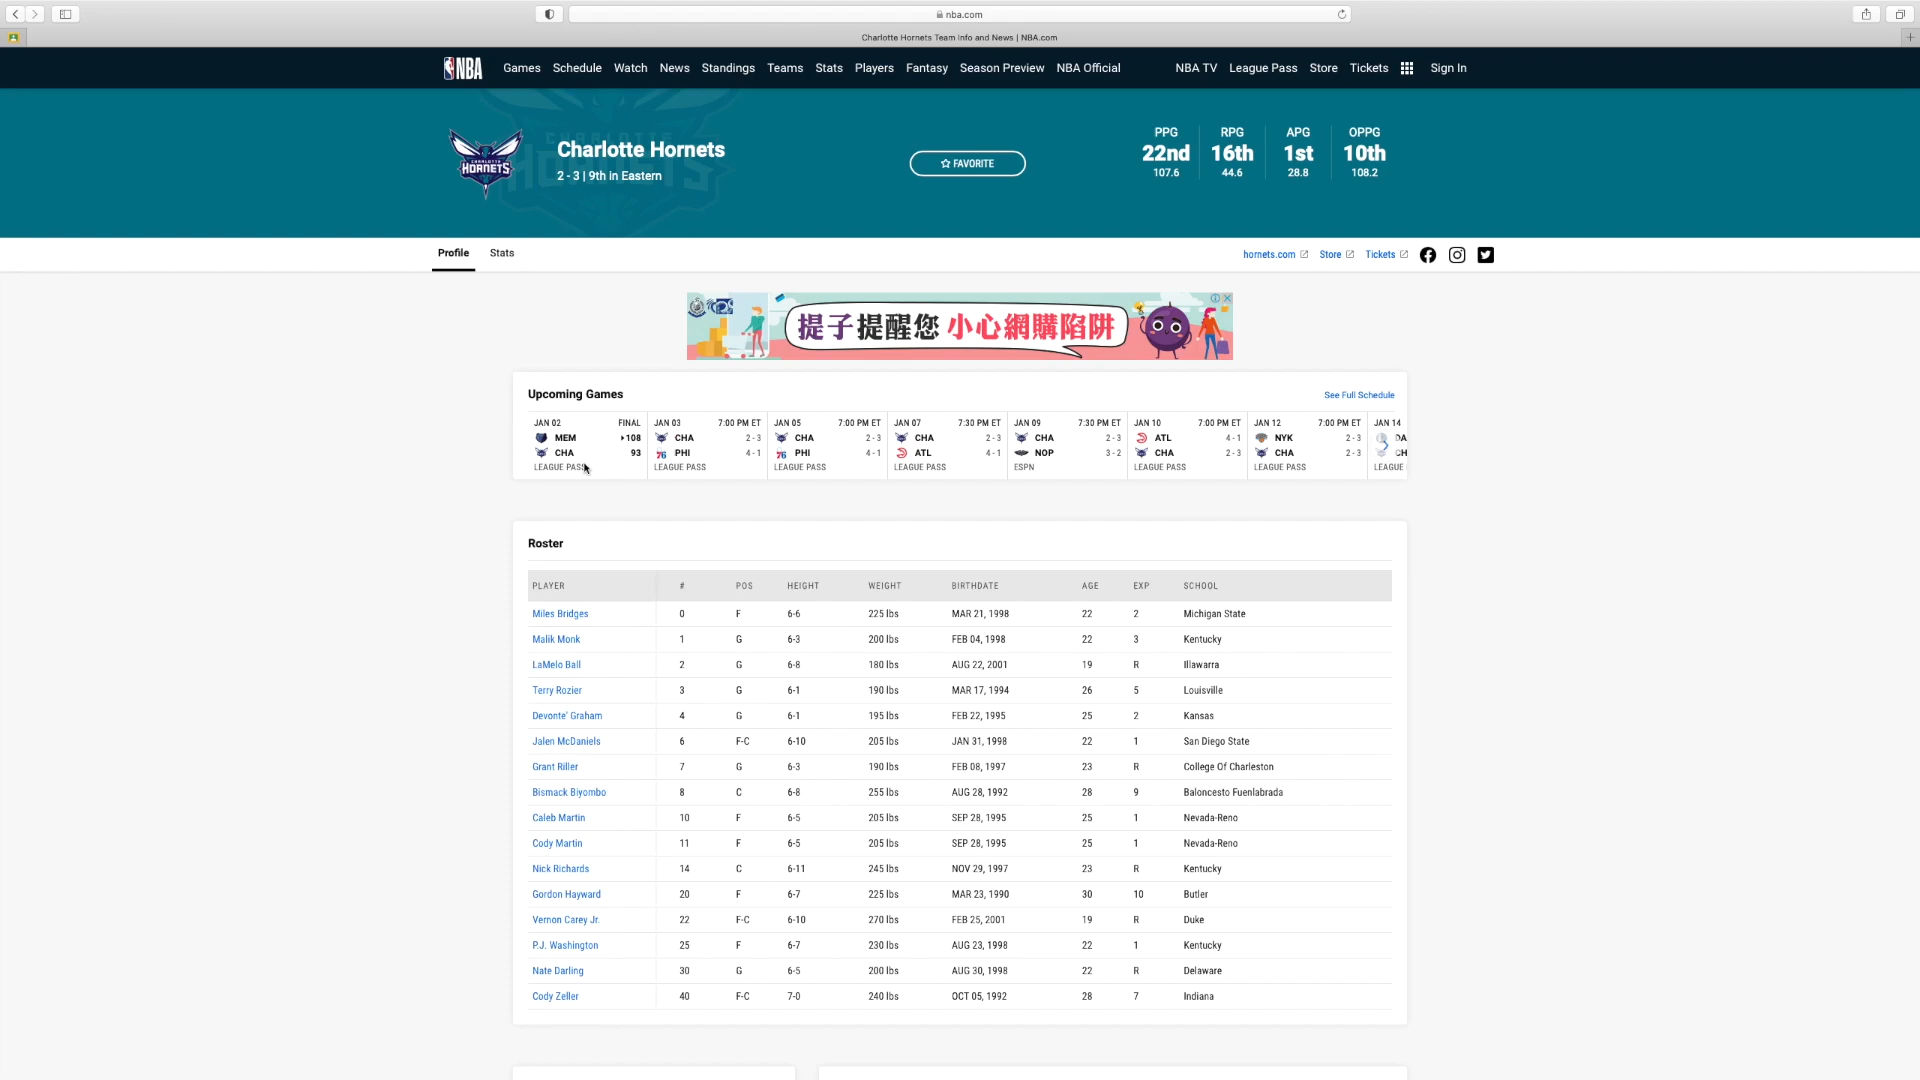 nba.com
Charlotte Hornets Team Info and News | NBA.com
NBA Games Schedule Watch News Standings Teams Stats Players Fantasy Season Preview NBA Official NBA TV League Pass Store Tickets Sign In
CHARLOTTE
HORNETS
Charlotte Hornets
2 - 3 | 9th in Eastern
FAVORITE
PPG RPG APG OPPG
22nd 16th 1st 10th
107.6 44.6 28.8 108.2
Profile Stats hornets.com Store Tickets
提子提醒您 小心網購陷阱
Upcoming Games See Full Schedule
JAN 02 FINAL JAN 03 7:00 PM ET JAN 05 7:00 PM ET JAN 07 7:30 PM ET JAN 09 7:30 PM ET JAN 10 7:00 PM ET JAN 12 7:00 PM ET JAN 14
MEM 108 CHA 2 - 3 CHA 2 - 3 CHA 2 - 3 CHA 2 - 3 ATL 4 - 1 NYK 2 - 3 DA
CHA 93 PHI 4 - 1 PHI 4 - 1 ATL 4 - 1 NOP 3 - 2 CHA 2 - 3 CHA 2 - 3 CH
LEAGUE PASS LEAGUE PASS LEAGUE PASS LEAGUE PASS ESPN LEAGUE PASS LEAGUE PASS LEAGUE
Roster
PLAYER # POS HEIGHT WEIGHT BIRTHDATE AGE EXP SCHOOL
Miles Bridges 0 F 6-6 225 lbs MAR 21, 1998 22 2 Michigan State
Malik Monk 1 G 6-3 200 lbs FEB 04, 1998 22 3 Kentucky
LaMelo Ball 2 G 6-8 180 lbs AUG 22, 2001 19 R Illawarra
Terry Rozier 3 G 6-1 190 lbs MAR 17, 1994 26 5 Louisville
Devonte' Graham 4 G 6-1 195 lbs FEB 22, 1995 25 2 Kansas
Jalen McDaniels 6 F-C 6-10 205 lbs JAN 31, 1998 22 1 San Diego State
Grant Riller 7 G 6-3 190 lbs FEB 08, 1997 23 R College Of Charleston
Bismack Biyombo 8 C 6-8 255 lbs AUG 28, 1992 28 9 Baloncesto Fuenlabrada
Caleb Martin 10 F 6-5 205 lbs SEP 28, 1995 25 1 Nevada-Reno
Cody Martin 11 F 6-5 205 lbs SEP 28, 1995 25 1 Nevada-Reno
Nick Richards 14 C 6-11 245 lbs NOV 29, 1997 23 R Kentucky
Gordon Hayward 20 F 6-7 225 lbs MAR 23, 1990 30 10 Butler
Vernon Carey Jr. 22 F-C 6-10 270 lbs FEB 25, 2001 19 R Duke
P.J. Washington 25 F 6-7 230 lbs AUG 23, 1998 22 1 Kentucky
Nate Darling 30 G 6-5 200 lbs AUG 30, 1998 22 R Delaware
Cody Zeller 40 F-C 7-0 240 lbs OCT 05, 1992 28 7 Indiana